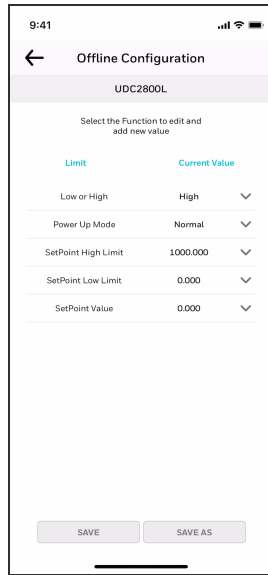 9:41
Offline Configuration
UDC2800L
Select the Function to edit and
add new value
Limit Current Value
Low or High High
Power Up Mode Normal
SetPoint High Limit 1000.000
SetPoint Low Limit 0.000
SetPoint Value 0.000
SAVE SAVE AS